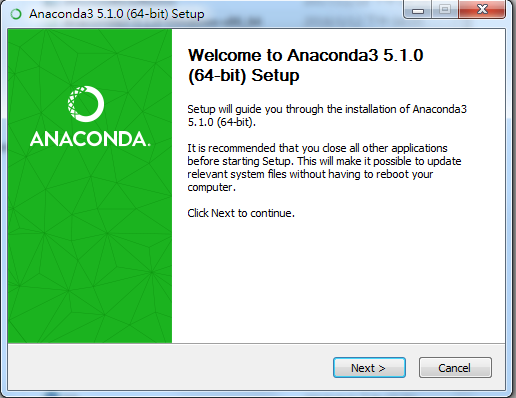 Anaconda3 5.1.0 (64-bit) Setup
ANACONDA.
Welcome to Anaconda3 5.1.0
(64-bit) Setup
Setup will guide you through the installation of Anaconda3
5.1.0 (64-bit).
It is recommended that you close all other applications
before starting Setup. This will make it possible to update
relevant system files without having to reboot your
computer.
Click Next to continue.
Next >
Cancel